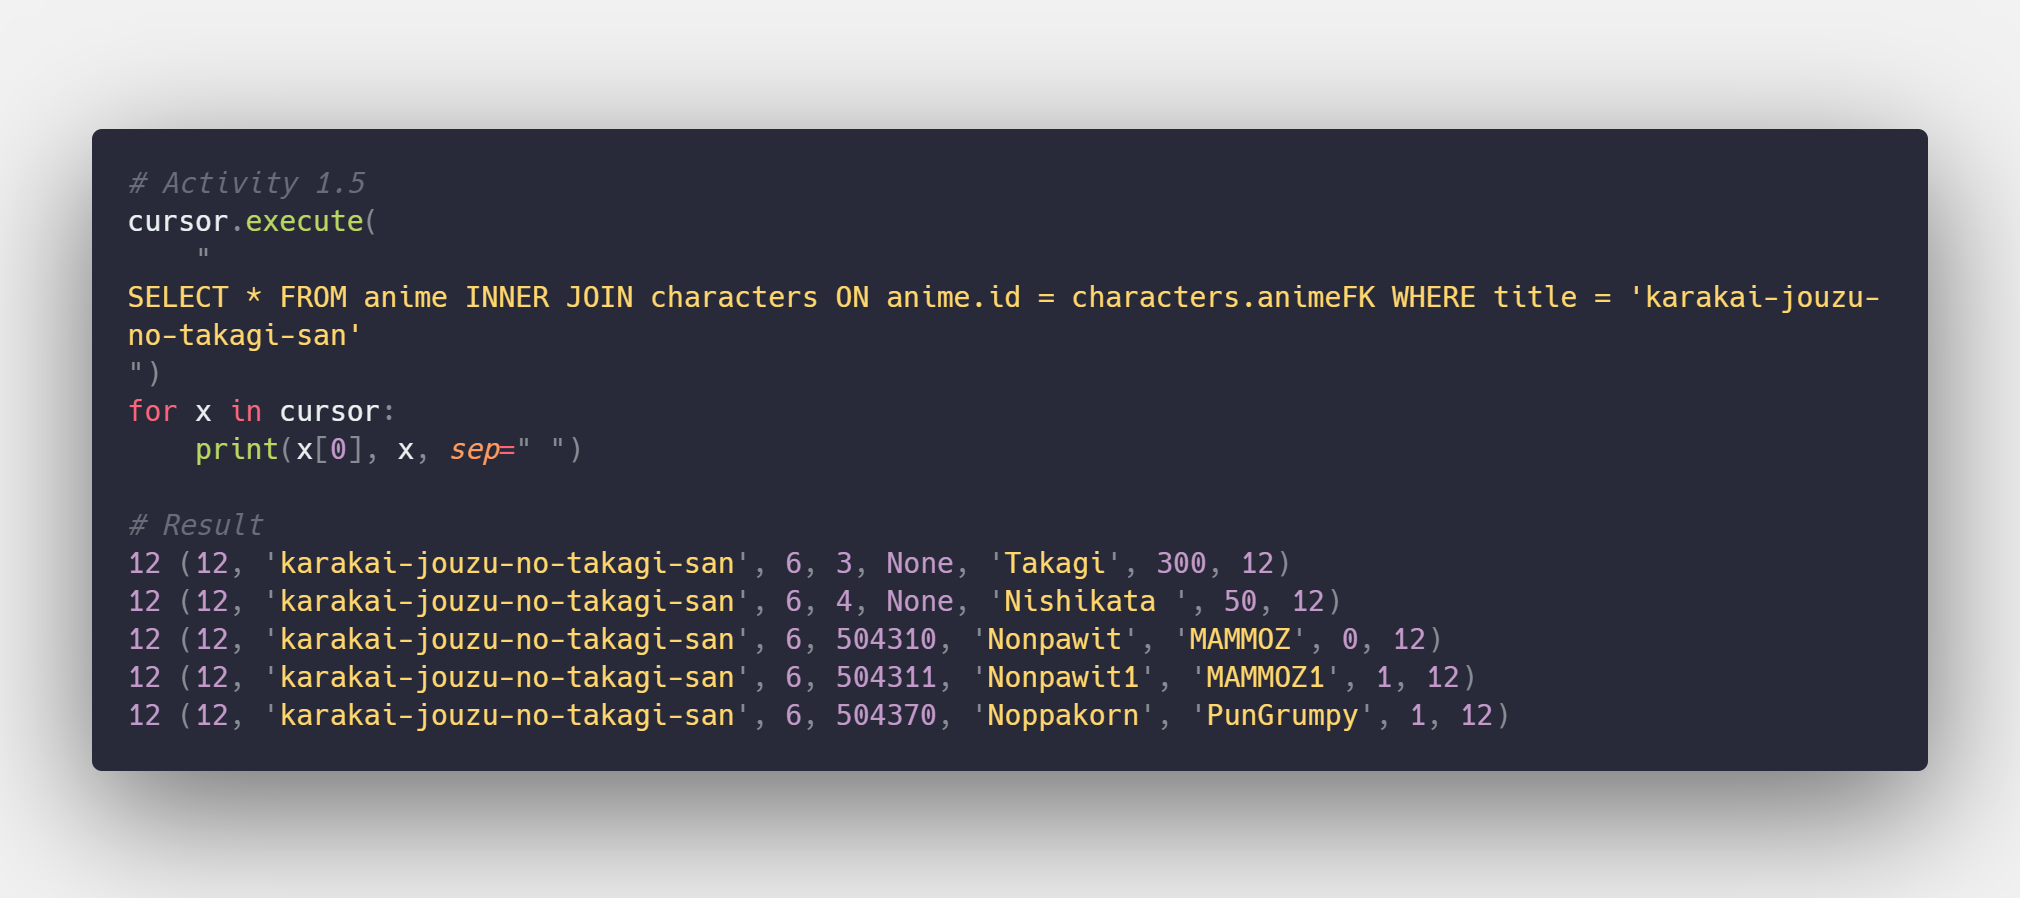 # Activity 1.5
cursor.execute(
    "
SELECT * FROM anime INNER JOIN characters ON anime.id = characters.animeFK WHERE title = 'karakai-jouzu-
no-takagi-san'
")
for x in cursor:
    print(x[0], x, sep=" ")

# Result
12 (12, 'karakai-jouzu-no-takagi-san', 6, 3, None, 'Takagi', 300, 12)
12 (12, 'karakai-jouzu-no-takagi-san', 6, 4, None, 'Nishikata ', 50, 12)
12 (12, 'karakai-jouzu-no-takagi-san', 6, 504310, 'Nonpawit', 'MAMMOZ', 0, 12)
12 (12, 'karakai-jouzu-no-takagi-san', 6, 504311, 'Nonpawit1', 'MAMMOZ1', 1, 12)
12 (12, 'karakai-jouzu-no-takagi-san', 6, 504370, 'Noppakorn', 'PunGrumpy', 1, 12)